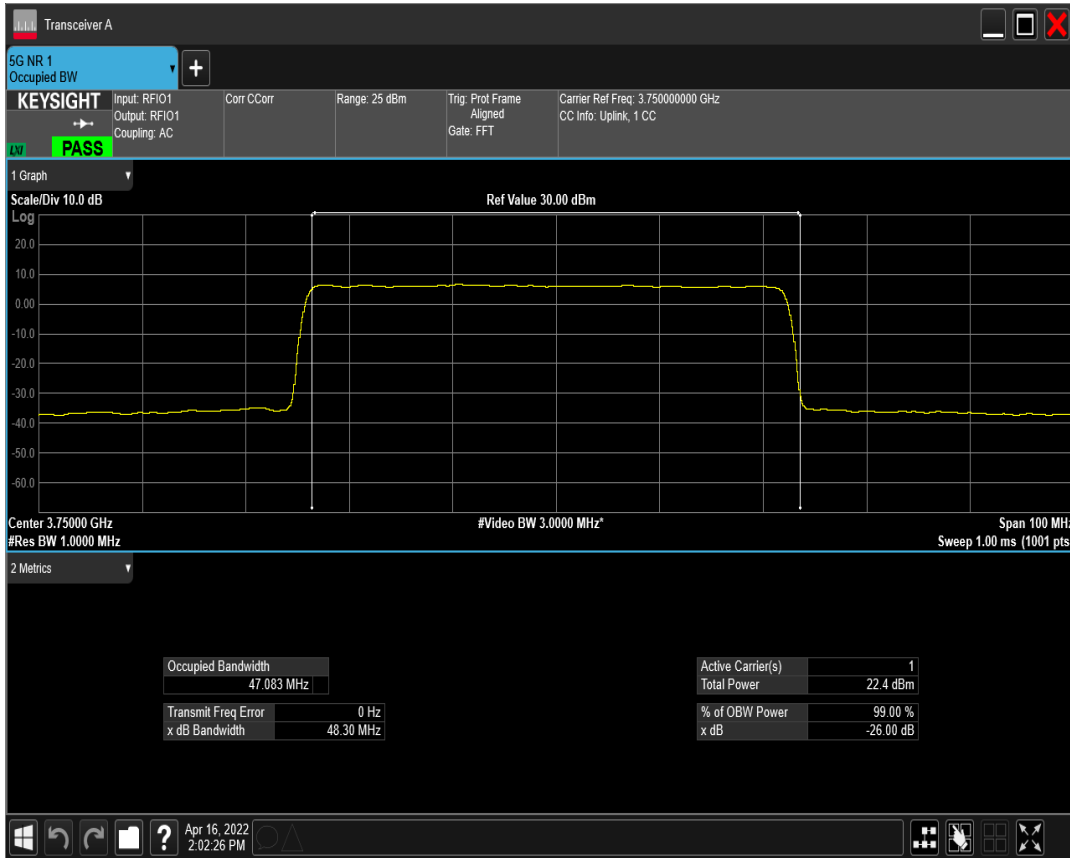 Transceiver A
5G NR 1
Occupied BW
KEYSIGHT
LXI
PASS
Input: RFIO1
Output: RFIO1
Coupling: AC
Corr CCorr
Range: 25 dBm
Trig: Prot Frame
Aligned
Gate: FFT
Carrier Ref Freq: 3.750000000 GHz
CC Info: Uplink, 1 CC
1 Graph
Scale/Div 10.0 dB
Ref Value 30.00 dBm
Log
20.0
10.0
0.00
-10.0
-20.0
-30.0
-40.0
-50.0
-60.0
Center 3.75000 GHz
#Video BW 3.0000 MHz*
Span 100 MHz
#Res BW 1.0000 MHz
Sweep 1.00 ms (1001 pts
2 Metrics
Occupied Bandwidth
47.083 MHz
Transmit Freq Error 0 Hz
x dB Bandwidth 48.30 MHz
Active Carrier(s) 1
Total Power 22.4 dBm
% of OBW Power 99.00 %
x dB -26.00 dB
?
Apr 16, 2022
2:02:26 PM